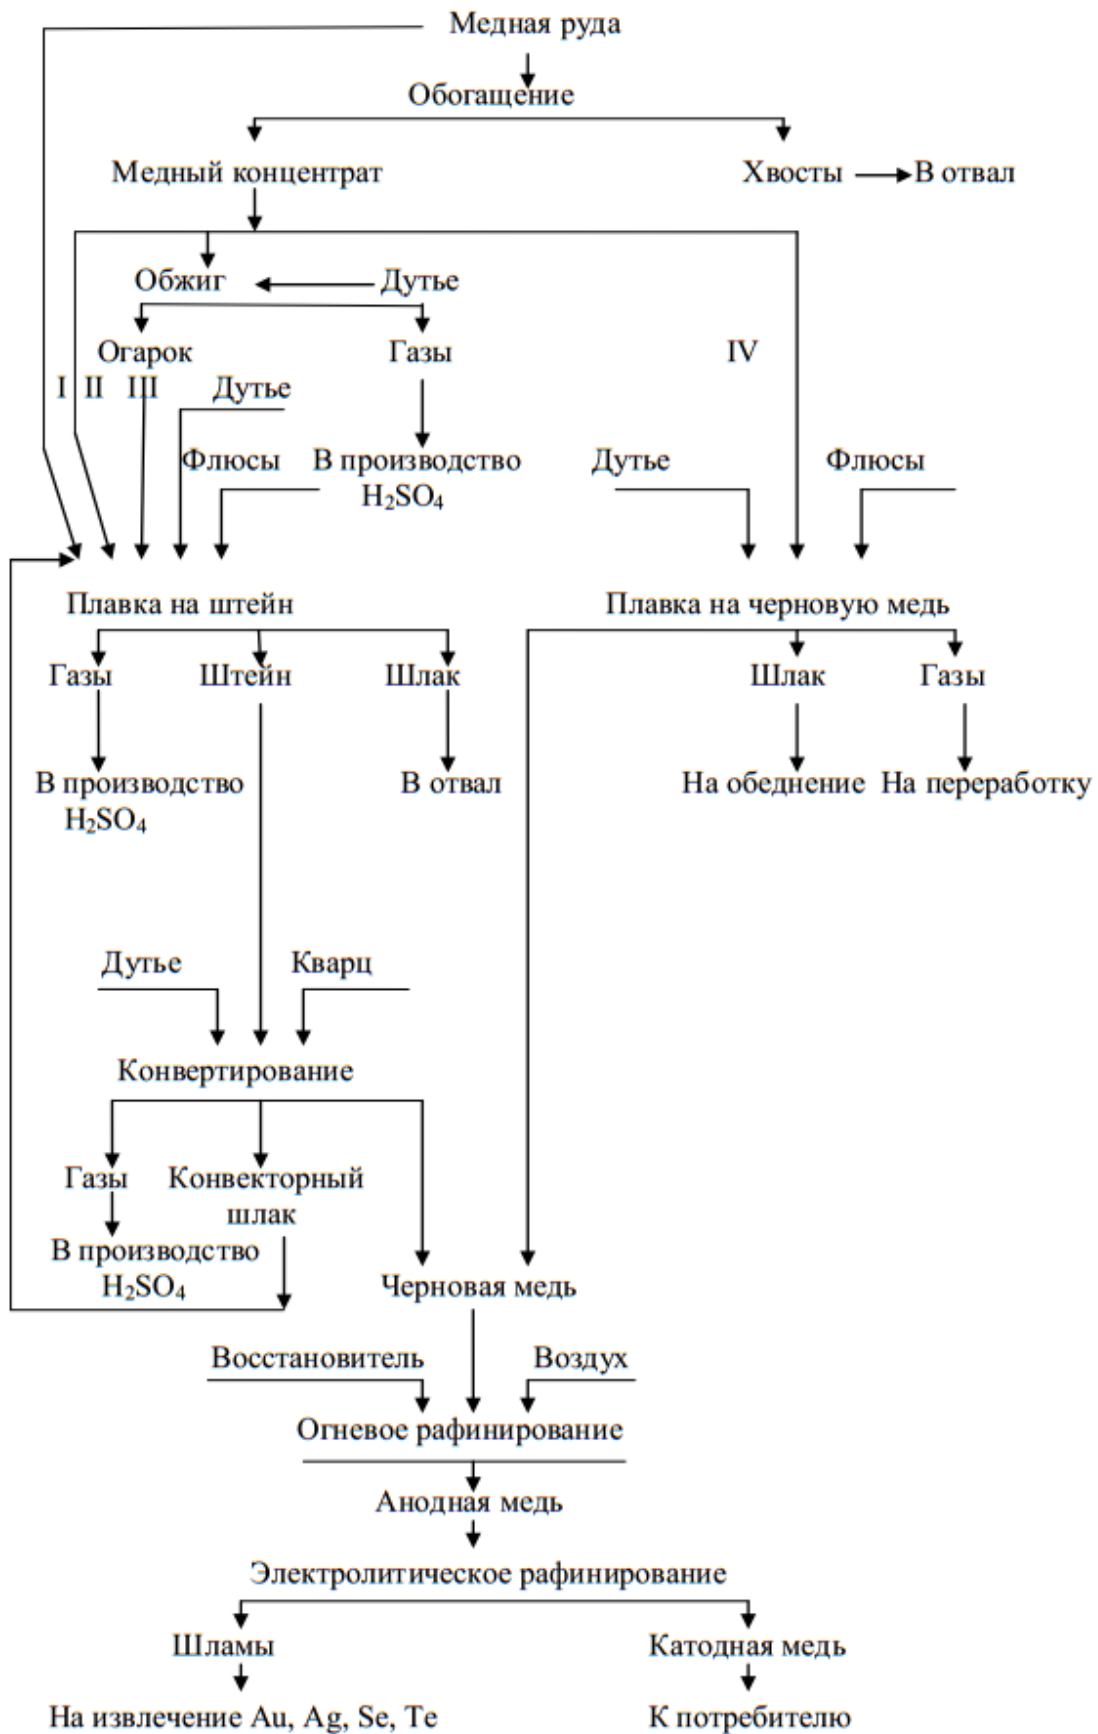 Медная руда
Обогащение
Медный концентрат
Хвосты
В отвал
Обжиг
Дутье
Огарок
Газы
IV
I II III
Дутье
Флюсы
В производство
H₂SO₄
Дутье
Флюсы
Плавка на штейн
Плавка на черновую медь
Газы
Штейн
Шлак
Шлак
Газы
В производство
H₂SO₄
В отвал
На обеднение
На переработку
Дутье
Кварц
Конвертирование
Газы
Конвекторный
шлак
В производство
H₂SO₄
Черновая медь
Восстановитель
Воздух
Огневое рафинирование
Анодная медь
Электролитическое рафинирование
Шламы
Катодная медь
На извлечение Au, Ag, Se, Te
К потребителю